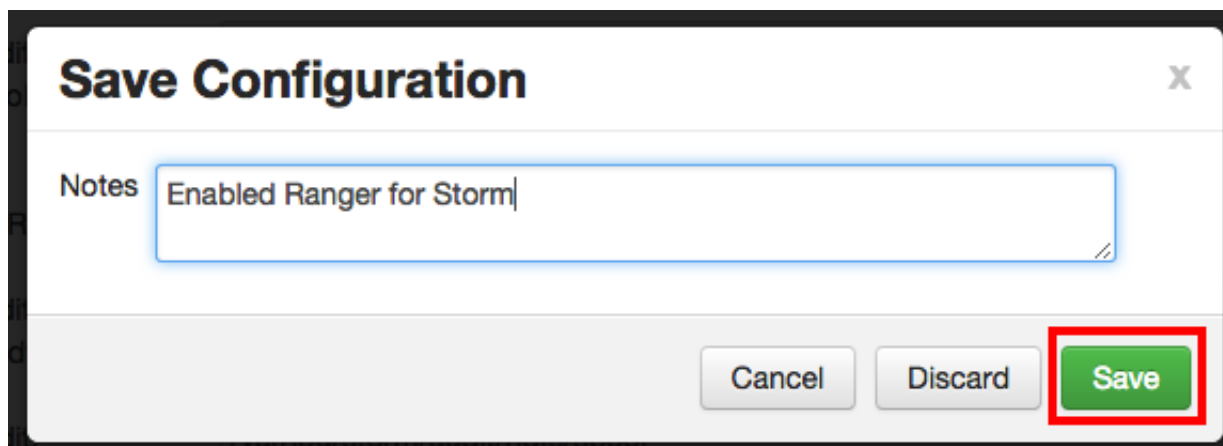 Save Configuration
x
Notes
Enabled Ranger for Storm
Cancel
Discard
Save